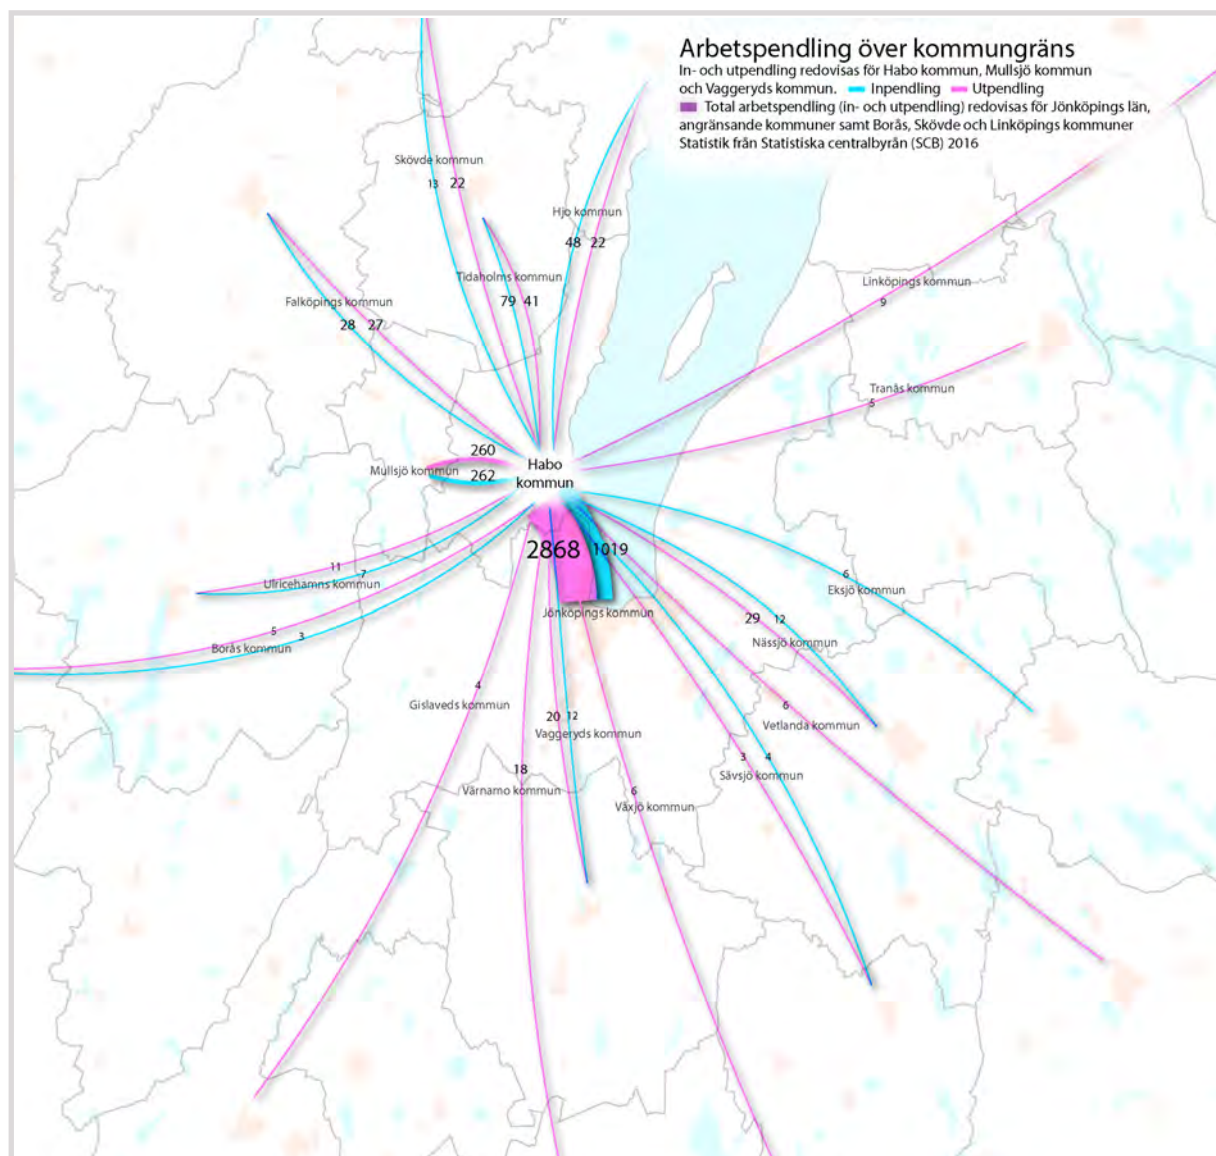 Arbetspendling över kommungräns
In- och utpendling redovisas för Habo kommun, Mullsjö kommun
och Vaggeryds kommun. Inpendling Utpendling
Total arbetspendling (in- och utpendling) redovisas för Jönköpings län,
angränsande kommuner samt Borås, Skövde och Linköpings kommuner
Statistik från Statistiska centralbyrån (SCB) 2016
Skövde kommun
13 22
Hjo kommun
48 22
Tidaholms kommun
79 41
Linköpings kommun
9
Falköpings kommun
28 27
Tranås kommun
5
260
Mullsjö kommun
262
Habo
kommun
2868 1019
Jönköpings kommun
11
7
Ulricehamns kommun
6
Eksjö kommun
5
3
Borås kommun
29 12
Nässjö kommun
4
Gislaveds kommun
20 12
Vaggeryds kommun
6
Vetlanda kommun
3 4
Sävsjö kommun
18
Värnamo kommun
6
Växjö kommun